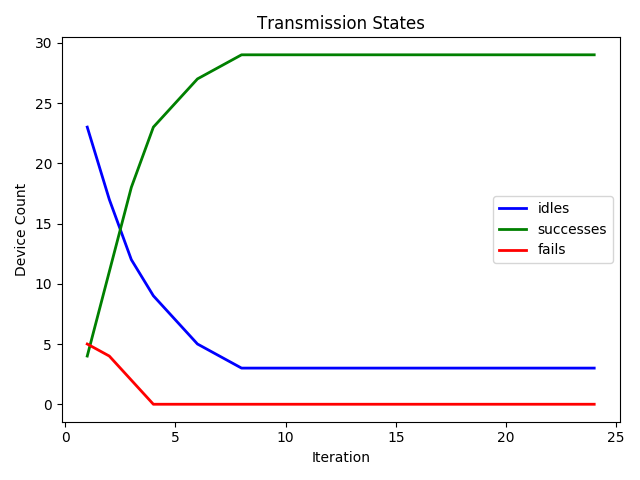 Transmission States
30
25
20
15
10
5
0
Device Count
idles
successes
fails
0 5 10 15 20 25
Iteration